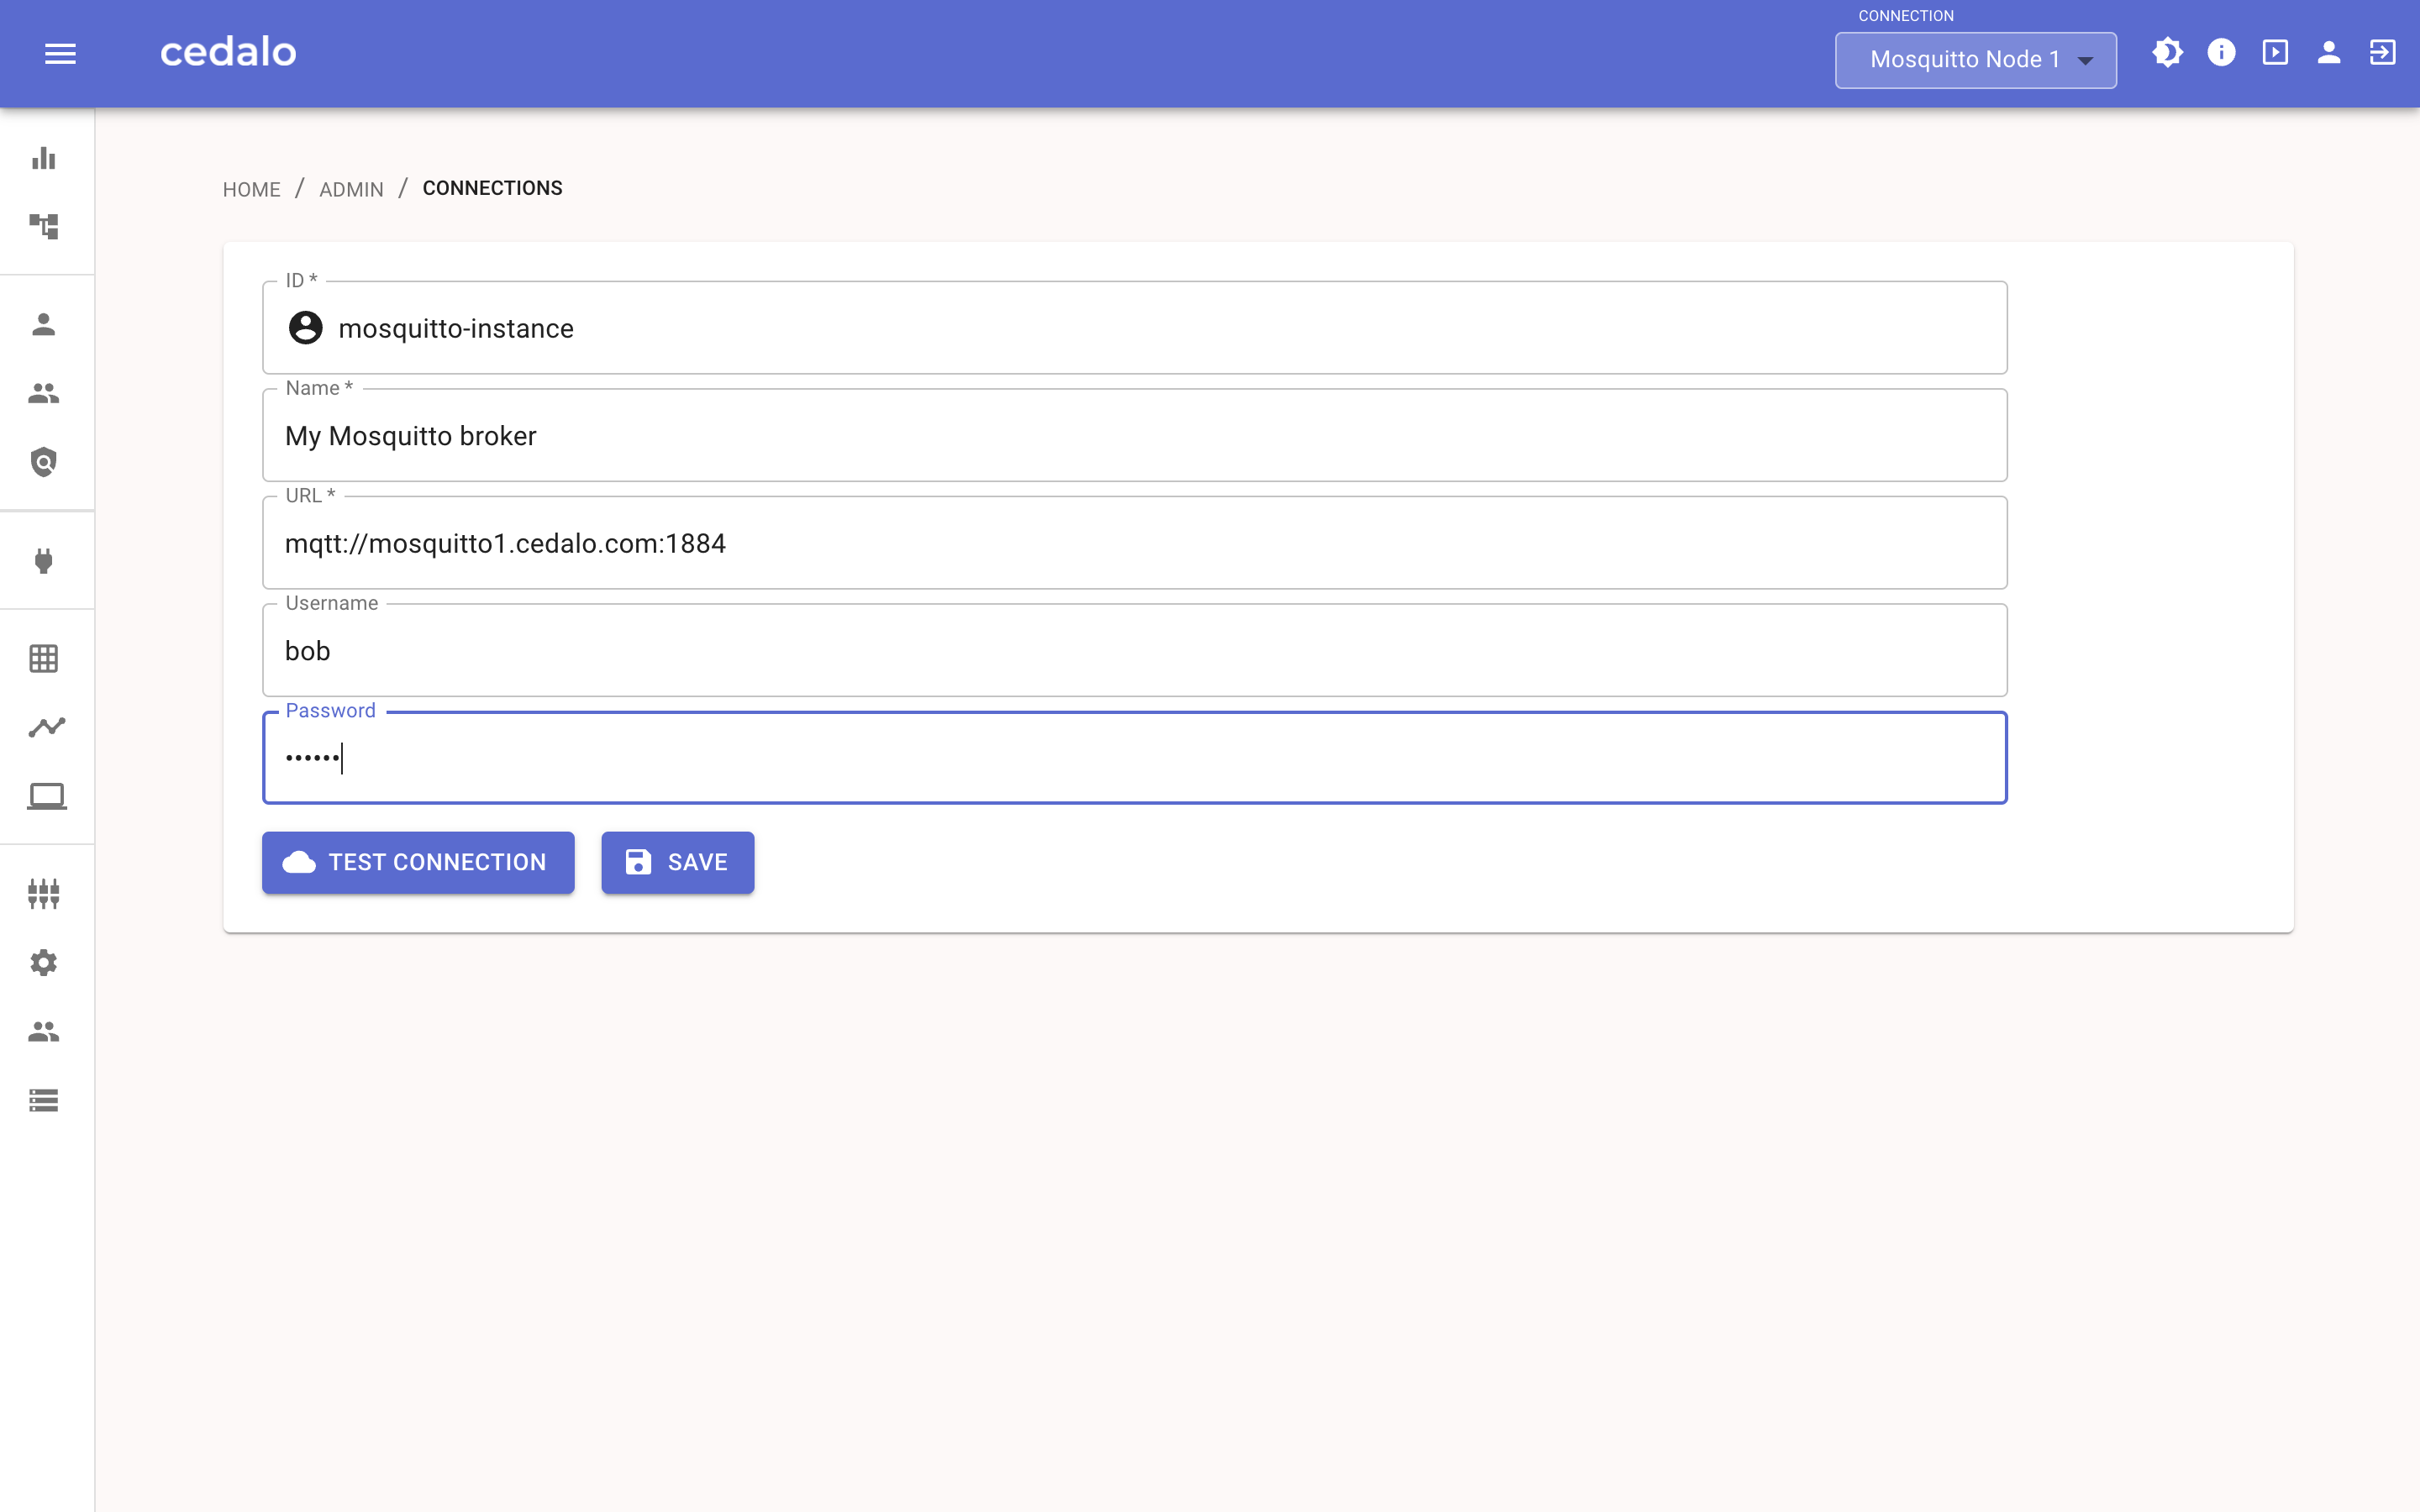 CONNECTION
cedalo
Mosquitto Node 1
HOME / ADMIN / CONNECTIONS
ID *
mosquitto-instance
Name *
My Mosquitto broker
URL *
mqtt://mosquitto1.cedalo.com:1884
Username
bob
Password
••••••
TEST CONNECTION
SAVE